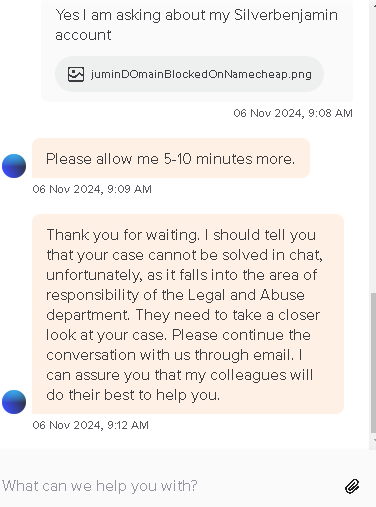 Yes I am asking about my Silverbenjamin
account
juminDOmainBlockedOnNamecheap.png
06 Nov 2024, 9:08 AM
Please allow me 5-10 minutes more.
06 Nov 2024, 9:09 AM
Thank you for waiting. I should tell you
that your case cannot be solved in chat,
unfortunately, as it falls into the area of
responsibility of the Legal and Abuse
department. They need to take a closer
look at your case. Please continue the
conversation with us through email. I
can assure you that my colleagues will
do their best to help you.
06 Nov 2024, 9:12 AM
What can we help you with?